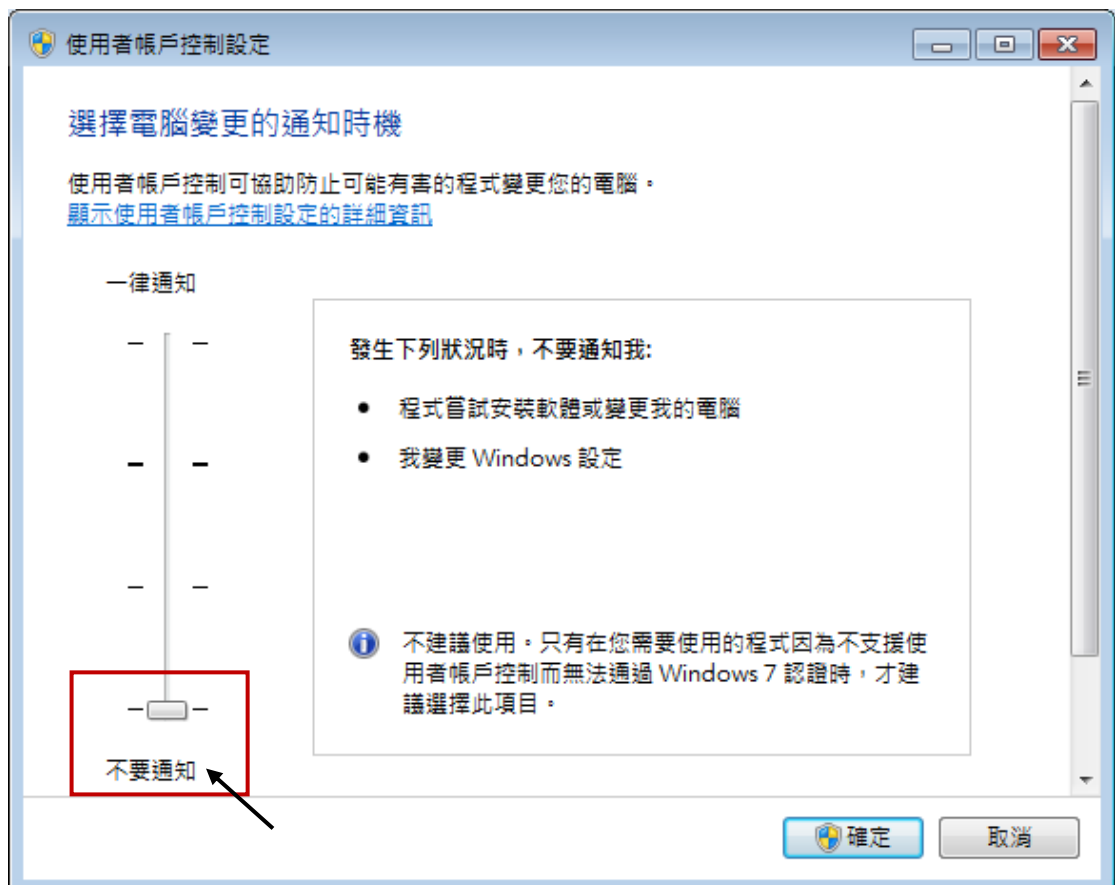 使用者帳戶控制設定
選擇電腦變更的通知時機
使用者帳戶控制可協助防止可能有害的程式變更您的電腦。
顯示使用者帳戶控制設定的詳細資訊
一律通知
發生下列狀況時，不要通知我:
● 程式嘗試安裝軟體或變更我的電腦
● 我變更 Windows 設定
不建議使用。只有在您需要使用的程式因為不支援使
用者帳戶控制而無法通過 Windows 7 認證時，才建
議選擇此項目。
不要通知
確定
取消